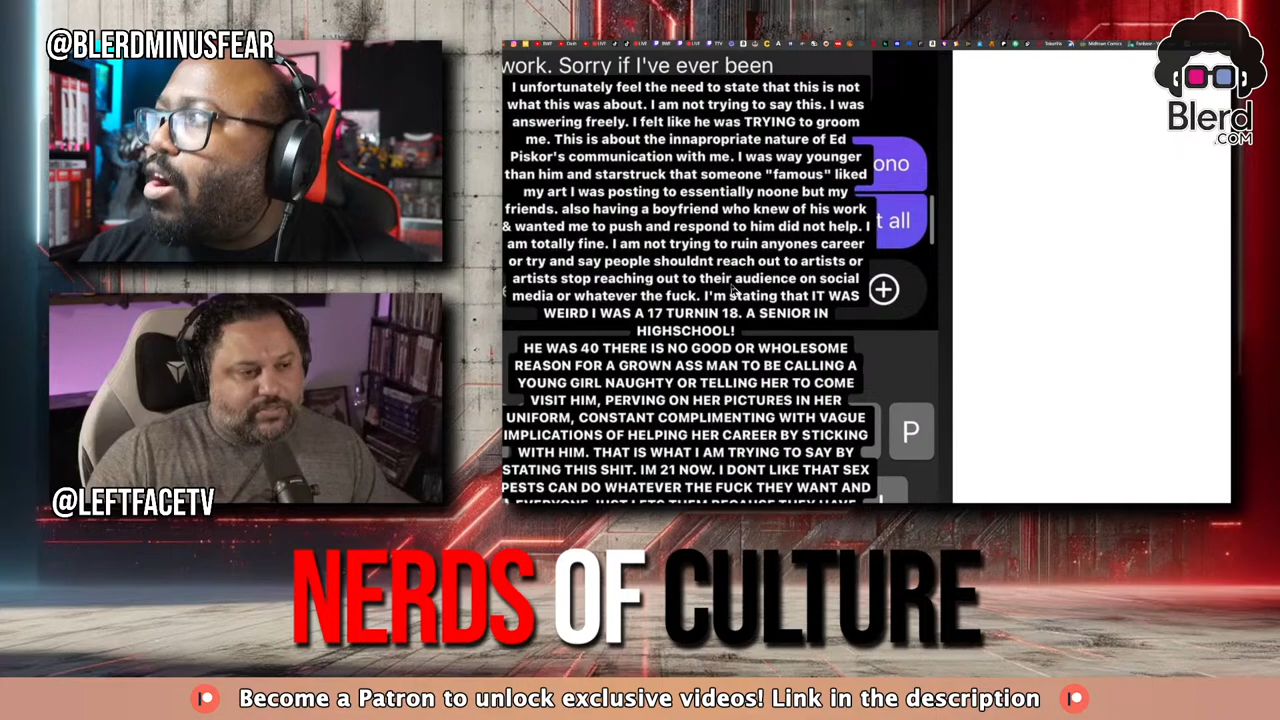 @BLERDMINUSFEAR
work. Sorry if I've ever been
I unfortunately feel the need to state that this is not
what this was about. I am not trying to say this. I was
answering freely. I felt like he was TRYING to groom
me. This is about the innapropriate nature of Ed
Piskor's communication with me. I was way younger
than him and starstruck that someone "famous" liked
my art I was posting to essentially noone but my
friends. also having a boyfriend who knew of his work
& wanted me to push and respond to him did not help. I
am totally fine. I am not trying to ruin anyones career
or try and say people shouldnt reach out to artists or
artists stop reaching out to their audience on social
media or whatever the fuck. I'm stating that IT WAS
WEIRD I WAS A 17 TURNIN 18. A SENIOR IN
HIGHSCHOOL!
HE WAS 40 THERE IS NO GOOD OR WHOLESOME
REASON FOR A GROWN ASS MAN TO BE CALLING A
YOUNG GIRL NAUGHTY OR TELLING HER TO COME
VISIT HIM, PERVING ON HER PICTURES IN HER
UNIFORM, CONSTANT COMPLIMENTING WITH VAGUE
IMPLICATIONS OF HELPING HER CAREER BY STICKING
WITH HIM. THAT IS WHAT I AM TRYING TO SAY BY
STATING THIS SHIT. IM 21 NOW. I DONT LIKE THAT SEX
PESTS CAN DO WHATEVER THE FUCK THEY WANT AND
EVERYONE JUST LETS THEM BECAUSE THEY HAVE
ono
t all
P
Blerd
.COM
@LEFTFACETV
NERDS OF CULTURE
Become a Patron to unlock exclusive videos! Link in the description